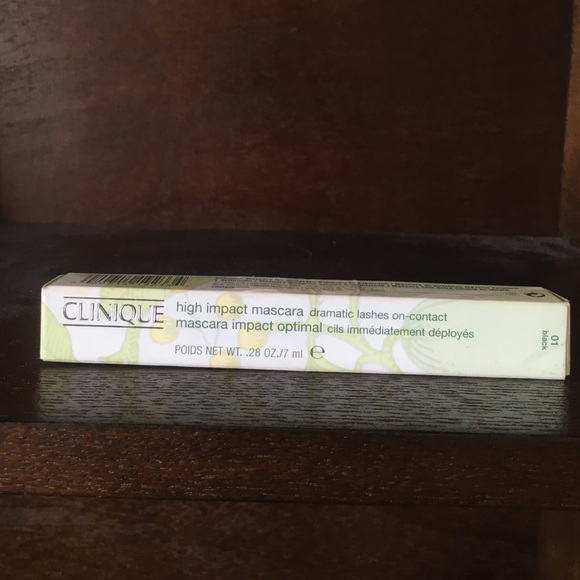 CLINIQUE
high impact mascara dramatic lashes on-contact
mascara impact optimal cils immédiatement déployés
POIDS NET WT. .28 OZ./7 ml ℮
01
black